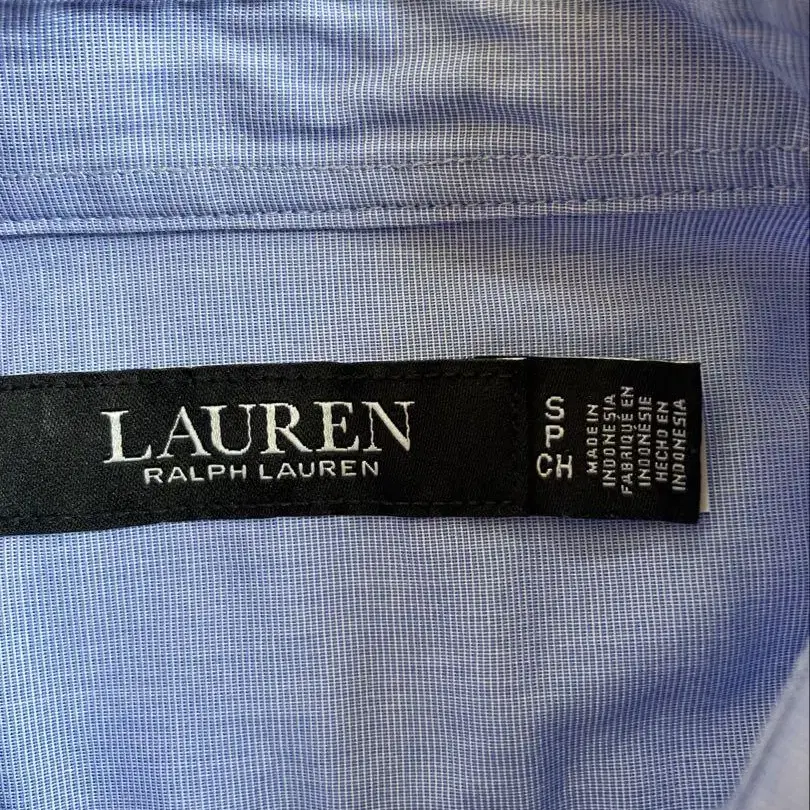 LAUREN
RALPH LAUREN
S
P
CH
MADE IN
INDONESIA
FABRIQUÉ EN
INDONÉSIE
HECHO EN
INDONESIA